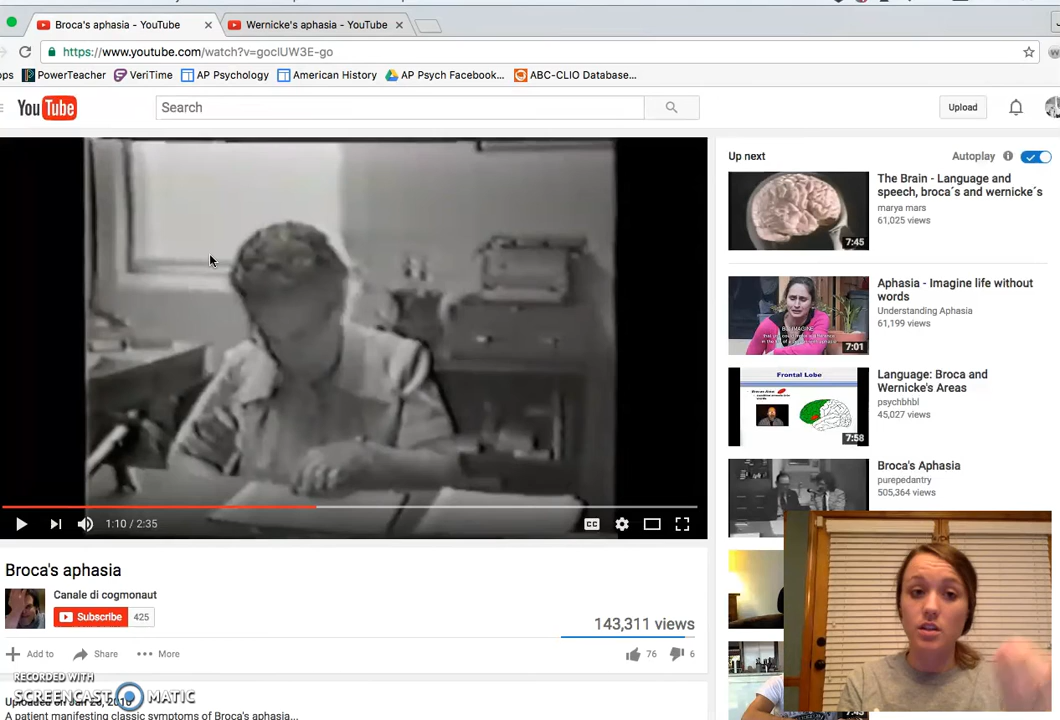 Broca's aphasia - YouTube
Wernicke's aphasia - YouTube
https://www.youtube.com/watch?v=gocIUW3E-go
PowerTeacher
VeriTime
AP Psychology
American History
AP Psych Facebook...
ABC-CLIO Database...
YouTube
Search
Upload
Up next
Autoplay
The Brain - Language and
speech, broca´s and wernicke´s
marya mars
61,025 views
7:45
Aphasia - Imagine life without
words
Understanding Aphasia
61,199 views
7:01
Frontal Lobe
Language: Broca and
Wernicke's Areas
psychbhbl
45,027 views
7:58
Broca's Aphasia
purepedantry
505,364 views
1:10 / 2:35
CC
Broca's aphasia
Canale di cogmonaut
Subscribe
425
143,311 views
Add to
Share
More
76
6
RECORDED WITH
SCREENCAST MATIC
A patient manifesting classic symptoms of Broca's aphasia...